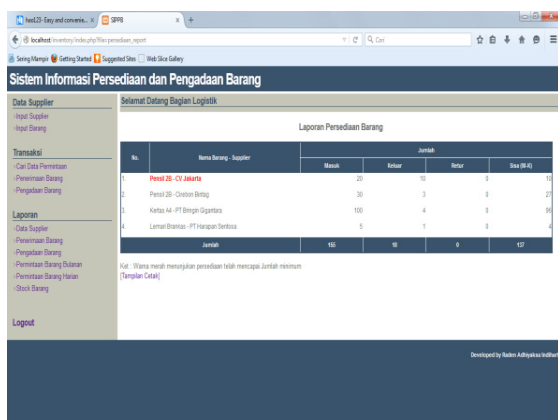 hao123 - Easy and convenie...
SIPPB
localhost/inventory/index.php?file=persediaan_report
Cari
Sering Mampir
Getting Started
Suggested Sites
Web Slice Gallery
Sistem Informasi Persediaan dan Pengadaan Barang
Data Supplier
Input Supplier
Input Barang
Transaksi
Cari Data Permintaan
Penerimaan Barang
Pengadaan Barang
Laporan
Data Supplier
Penerimaan Barang
Pengadaan Barang
Permintaan Barang Bulanan
Permintaan Barang Harian
Stock Barang
Logout
Selamat Datang Bagian Logistik
Laporan Persediaan Barang
No. Nama Barang - Supplier Jumlah
Masuk Keluar Retur Sisa (M-K)
1. Pensil 2B - CV Jakarta 20 10 0 10
2. Pensil 2B - Cirebon Bintag 30 3 0 27
3. Kertas A4 - PT Bringin Gigantara 100 4 0 96
4. Lemari Brannas - PT Harapan Sentosa 5 1 0 4
Jumlah 155 18 0 137
Ket : Warna merah menunjukan persediaan telah mencapai Jumlah minimum
[Tampilan Cetak]
Developed by Raden Adhiyaksa Indihart